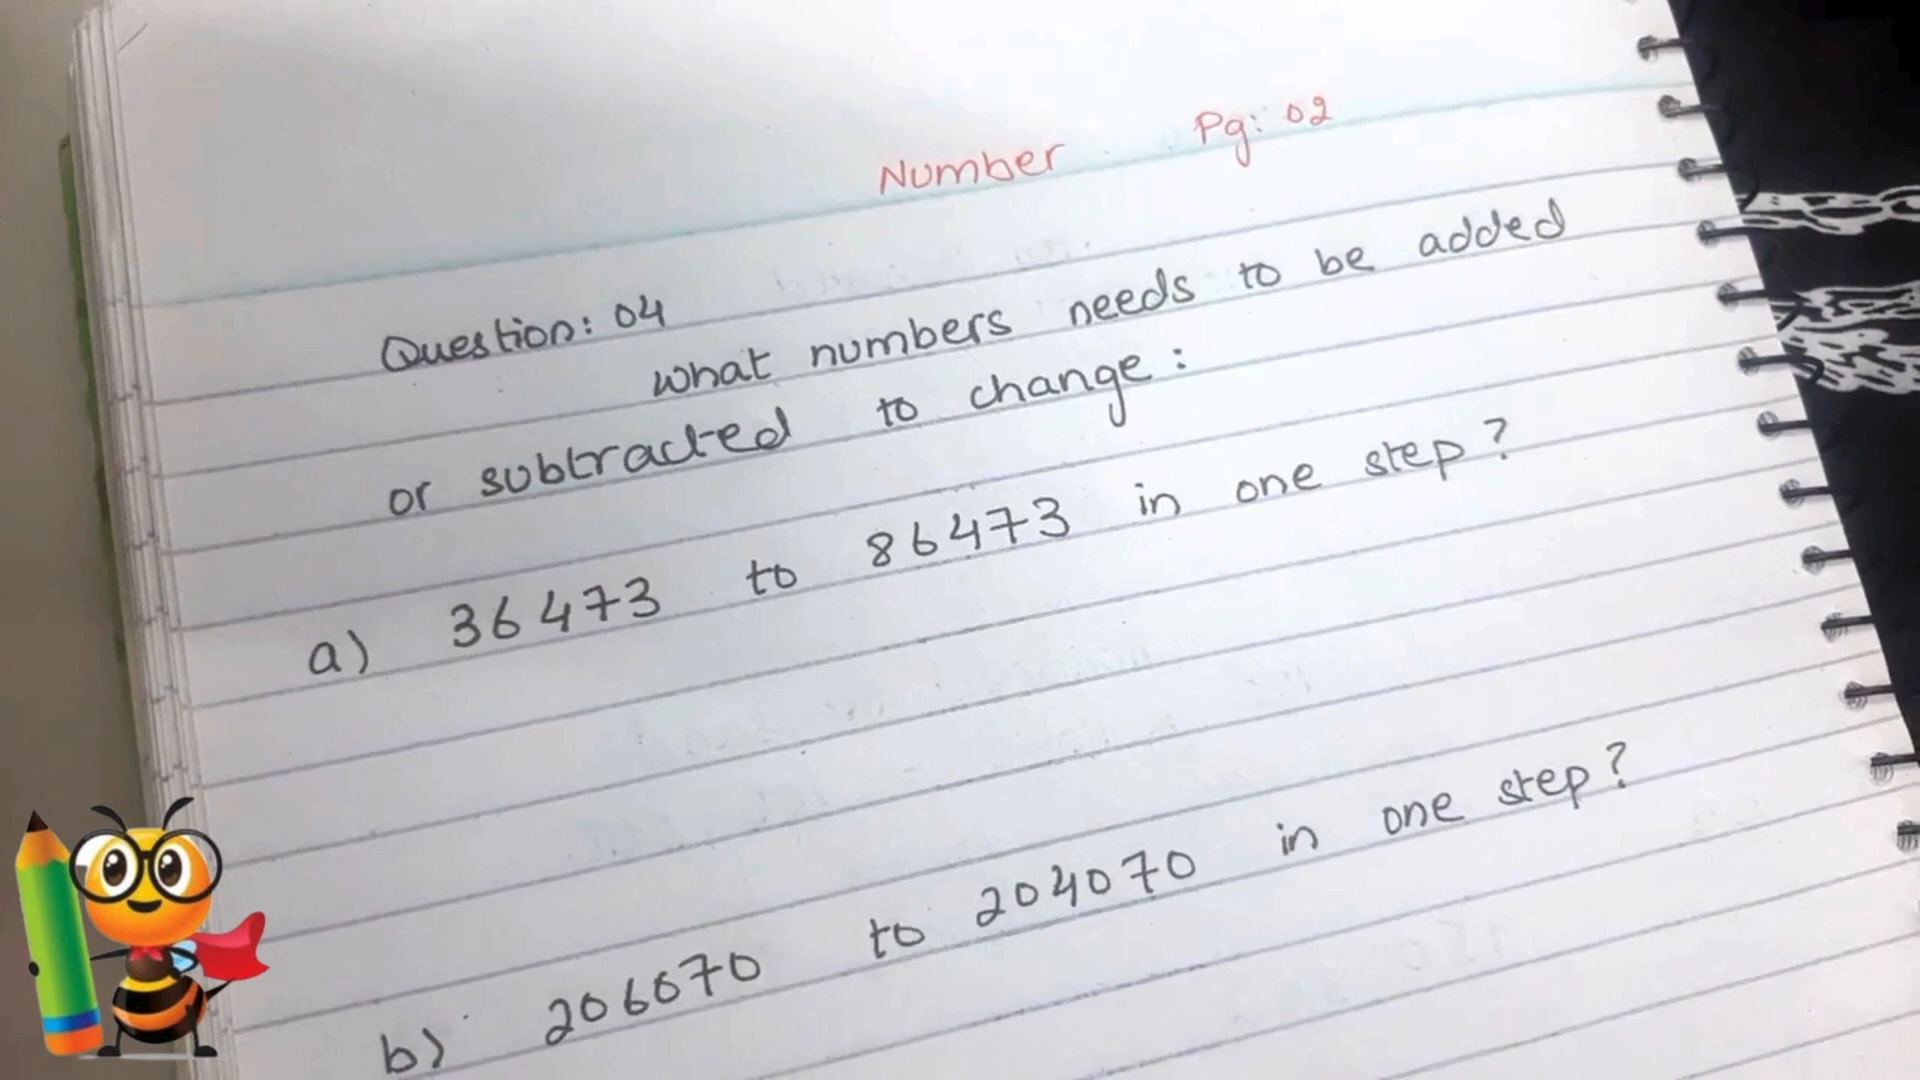 Number Pg: 02
Question: 04
What numbers needs to be added
or subtracted to change:
a) 36473 to 86473 in one step?
b) 206070 to 204070 in one step?